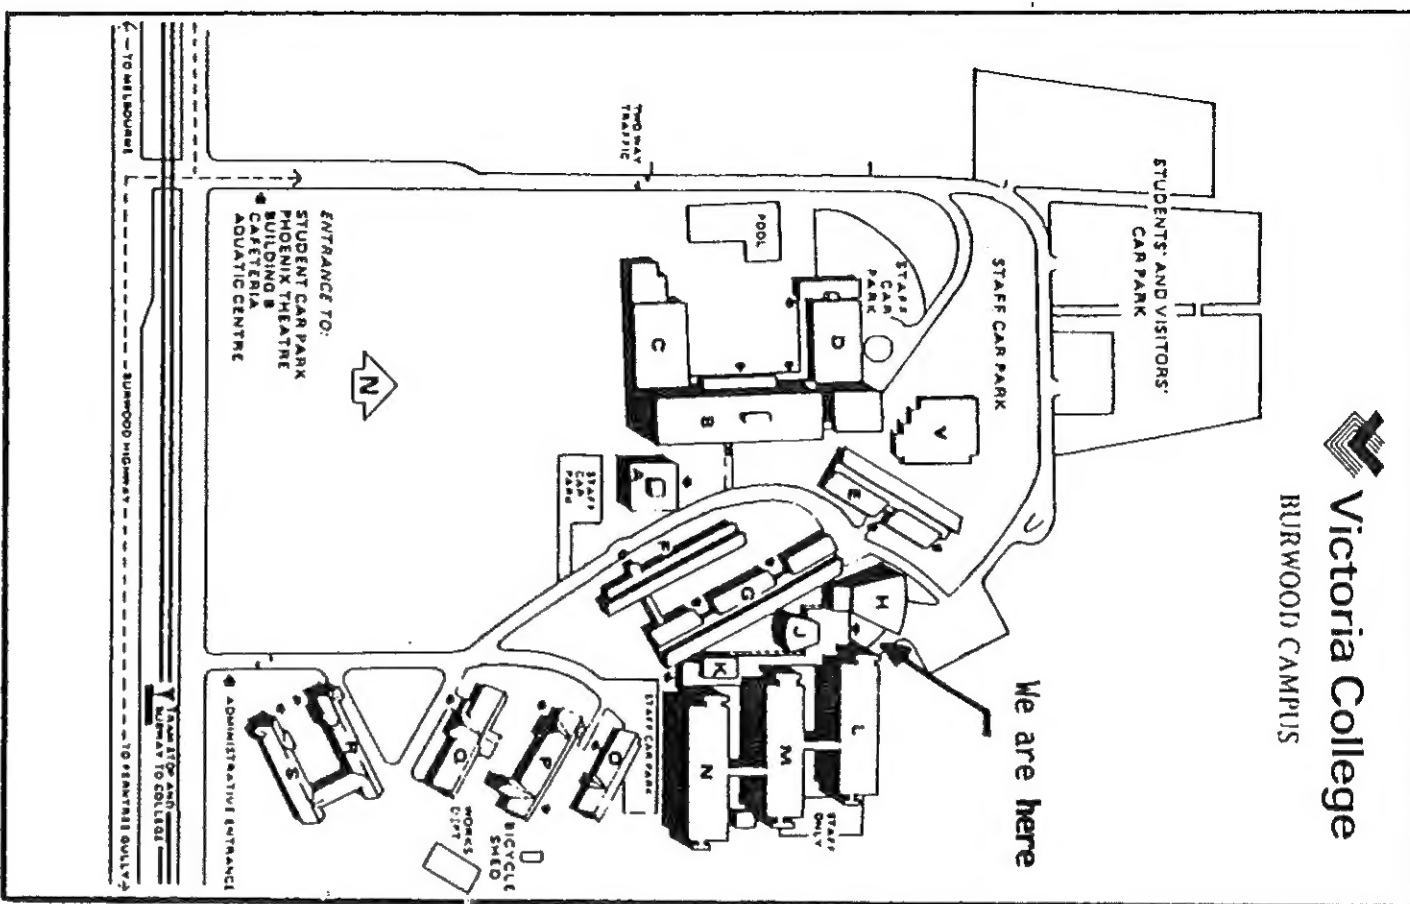 Victoria College
BURWOOD CAMPUS
STUDENTS' AND VISITORS'
CAR PARK
STAFF CAR PARK
We are here
TWO WAY
TRAFFIC
POOL
STAFF
CAR
PARK
C
D
B
V
A
STAFF
CAR
PARK
E
F
G
H
J
K
L
M
N
STAFF
ONLY
STAFF CAR PARK
O
P
Q
R
S
BICYCLE
SHED
WORKS
DEPT
N
ENTRANCE TO:
STUDENT CAR PARK
PHOENIX THEATRE
BUILDING B
CAFETERIA
AQUATIC CENTRE
ADMINISTRATIVE ENTRANCE
TRAM STOP AND
SUBWAY TO COLLEGE
TO MELBOURNE
BURWOOD HIGHWAY
TO FERNTREE GULLY